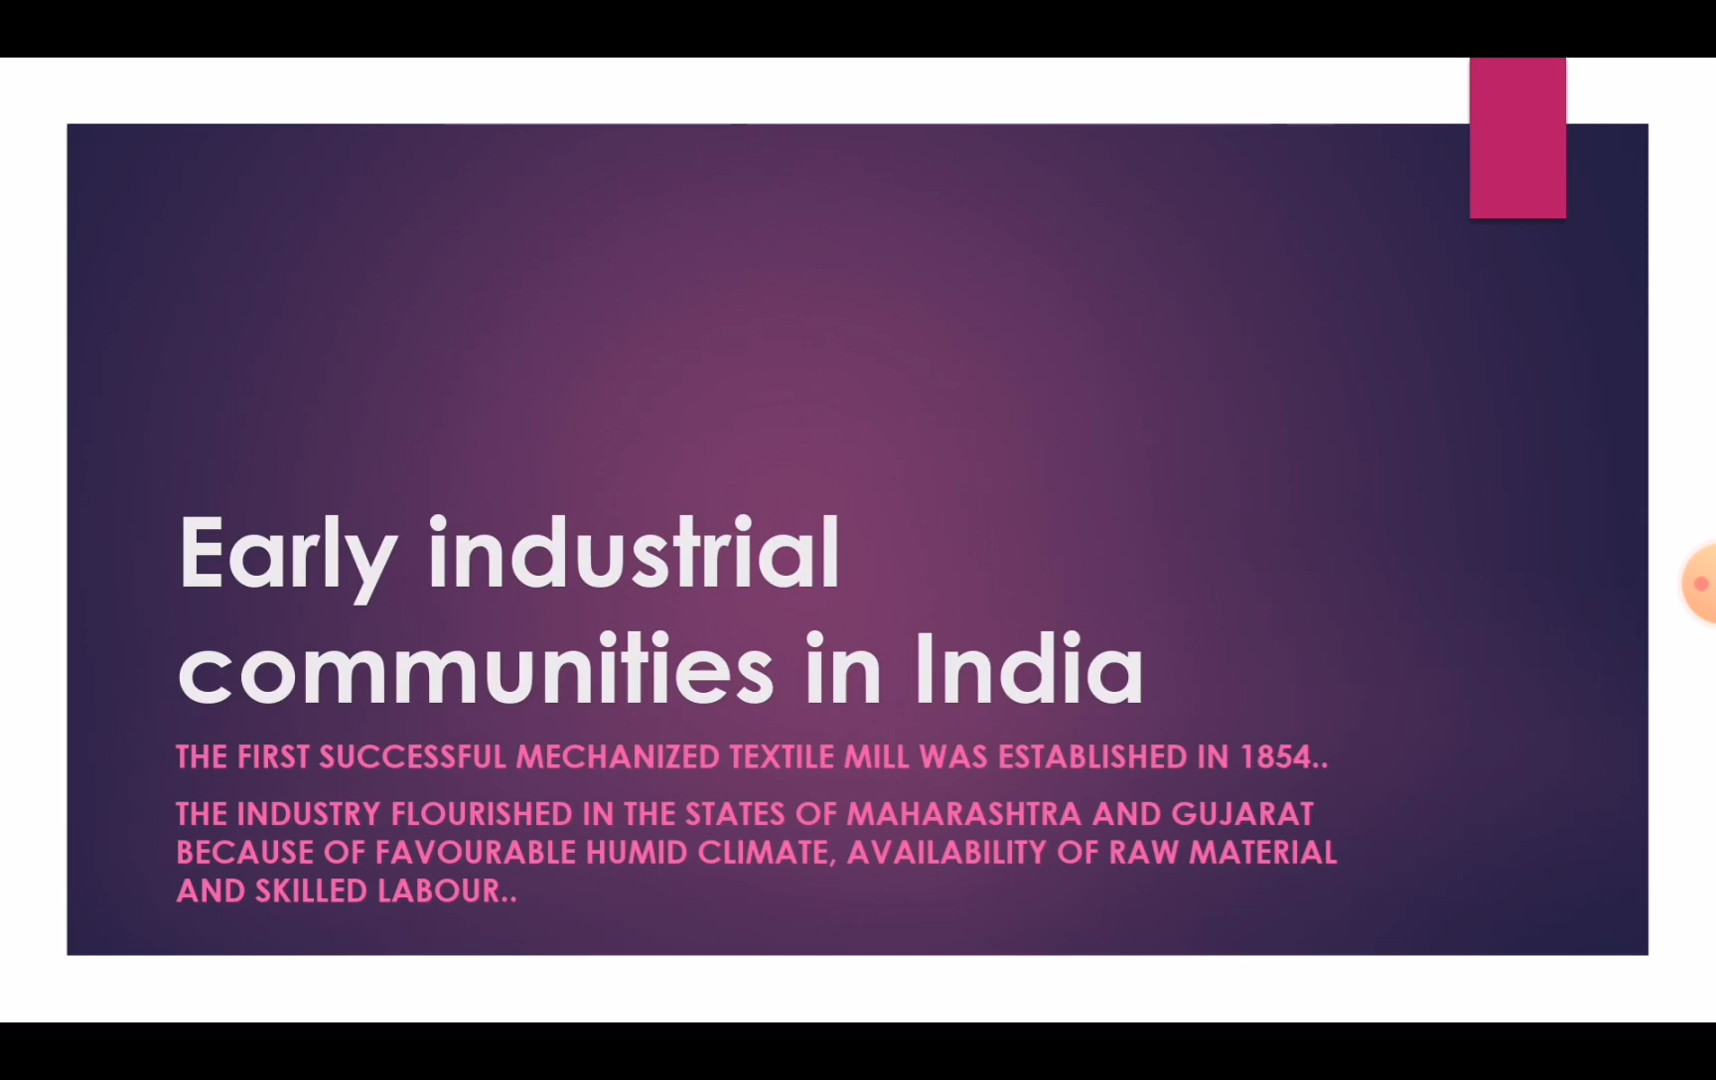 Early industrial
communities in India
THE FIRST SUCCESSFUL MECHANIZED TEXTILE MILL WAS ESTABLISHED IN 1854..
THE INDUSTRY FLOURISHED IN THE STATES OF MAHARASHTRA AND GUJARAT
BECAUSE OF FAVOURABLE HUMID CLIMATE, AVAILABILITY OF RAW MATERIAL
AND SKILLED LABOUR..